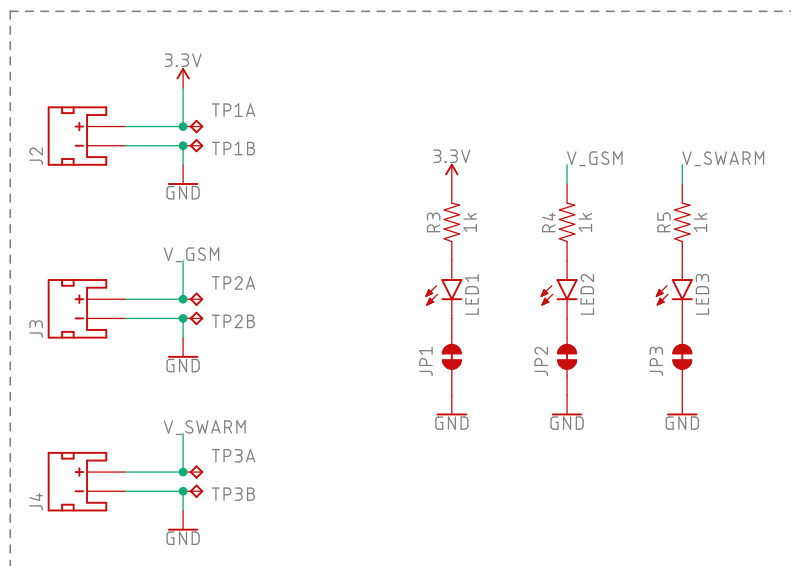 3.3V
TP1A
+
-
TP1B
J2
GND
V_GSM
TP2A
+
-
TP2B
J3
GND
V_SWARM
TP3A
+
-
TP3B
J4
GND
3.3V
R3
1k
LED1
JP1
GND
V_GSM
R4
1k
LED2
JP2
GND
V_SWARM
R5
1k
LED3
JP3
GND